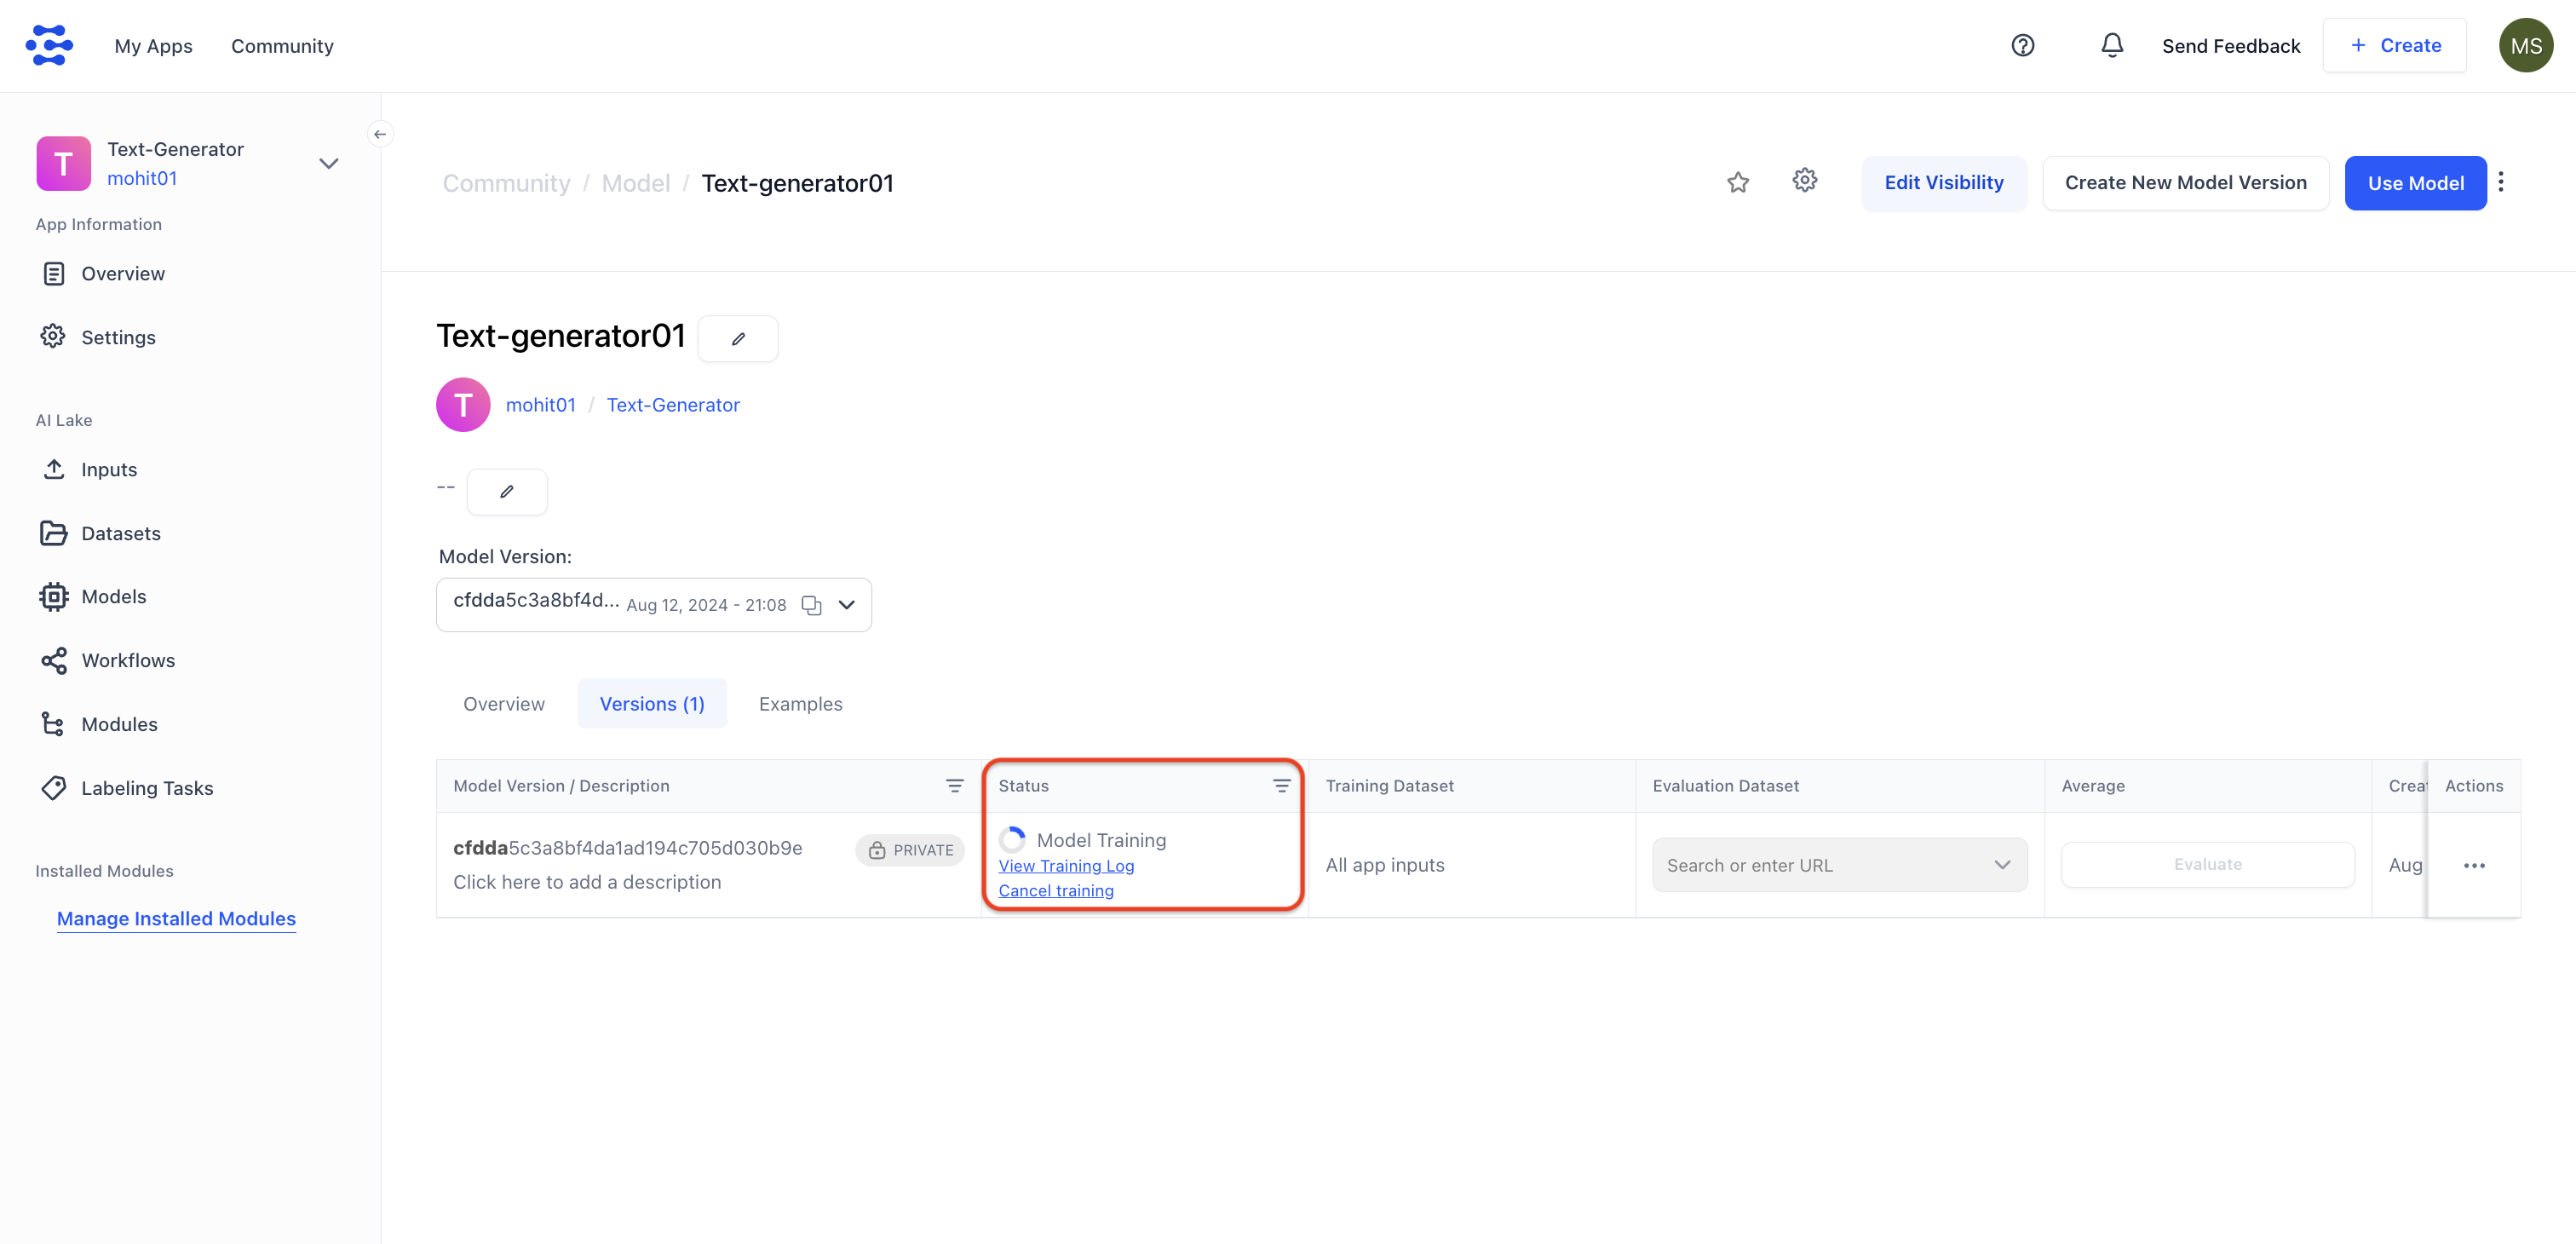 My Apps
Community
Send Feedback
+ Create
MS
T
Text-Generator
mohit01
App Information
Overview
Settings
AI Lake
Inputs
Datasets
Models
Workflows
Modules
Labeling Tasks
Installed Modules
Manage Installed Modules
Community / Model / Text-generator01
Edit Visibility
Create New Model Version
Use Model
Text-generator01
T
mohit01 / Text-Generator
--
Model Version:
cfdda5c3a8bf4d... Aug 12, 2024 - 21:08
Overview
Versions (1)
Examples
Model Version / Description
Status
Training Dataset
Evaluation Dataset
Average
Creat
Actions
cfdda5c3a8bf4da1ad194c705d030b9e
PRIVATE
Click here to add a description
Model Training
View Training Log
Cancel training
All app inputs
Search or enter URL
Evaluate
Aug